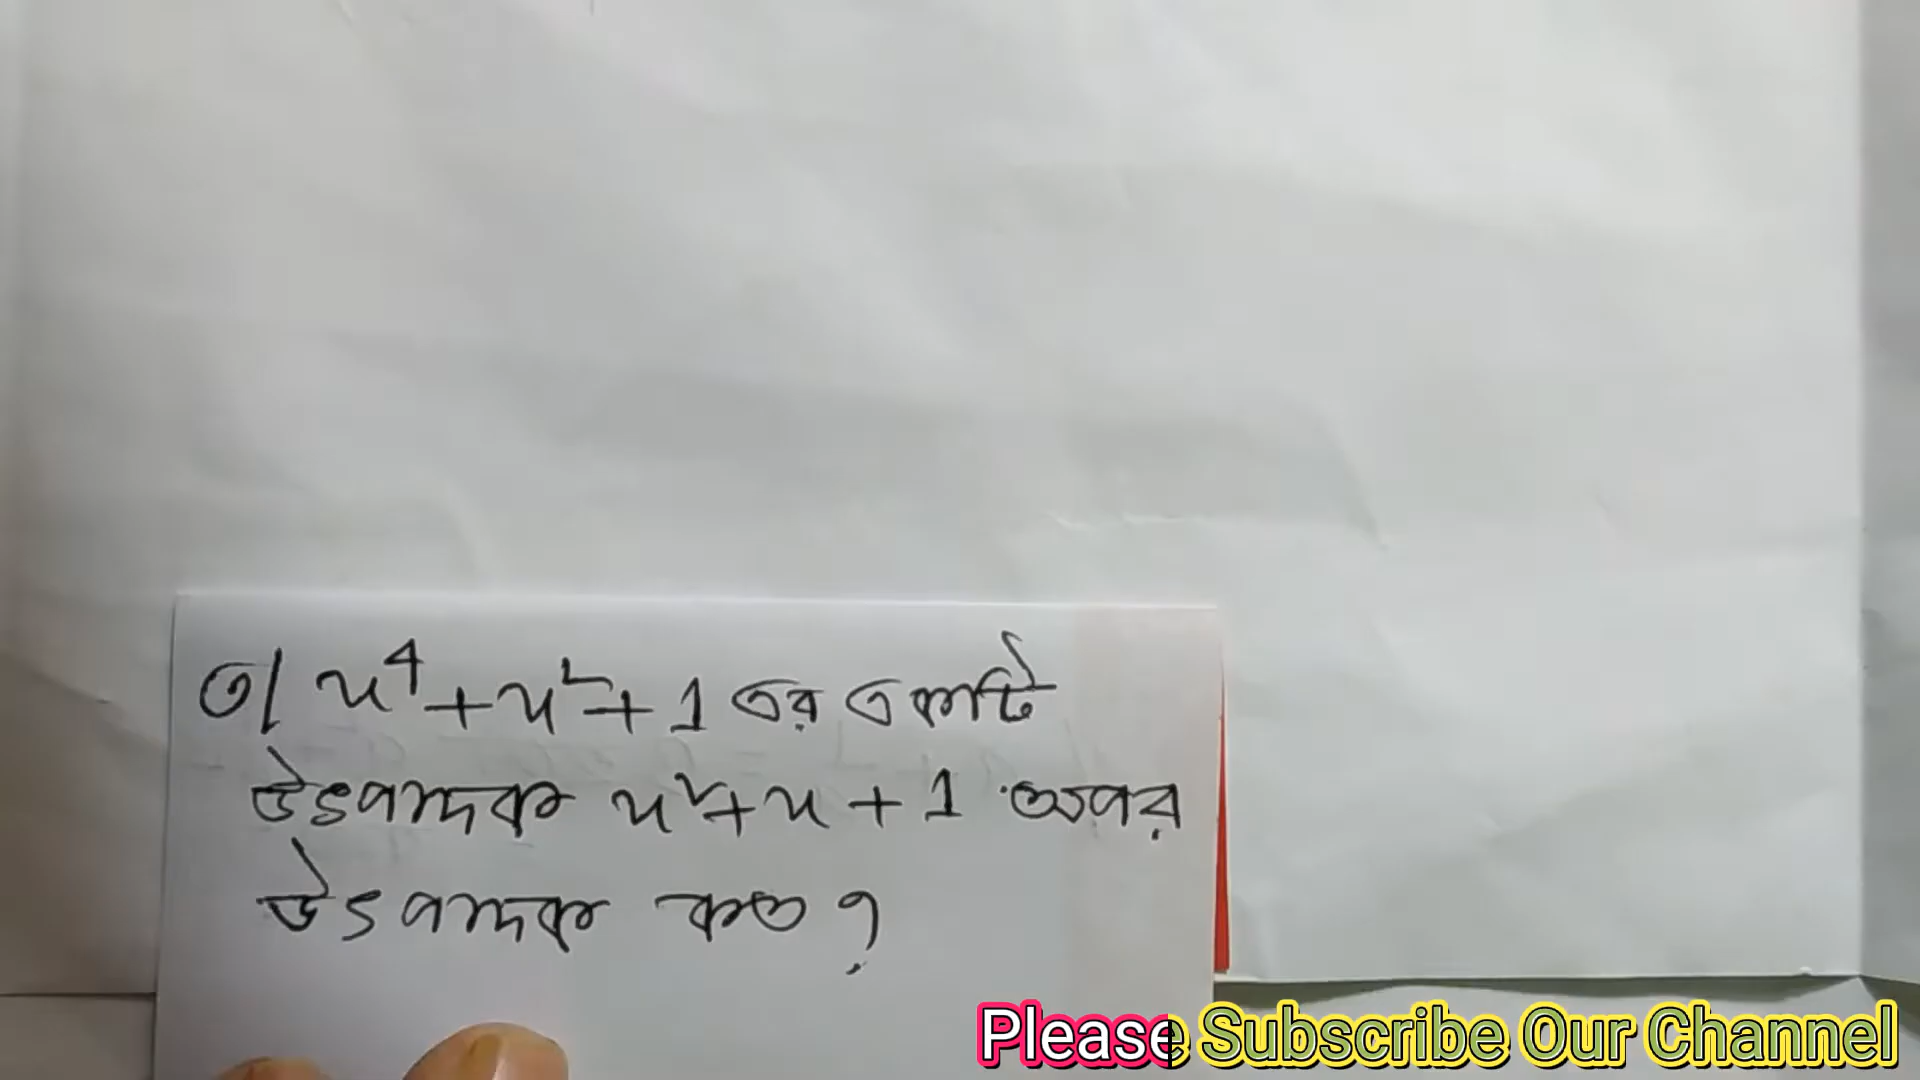 ৩। x⁴+x²+1 এর একটি
উৎপাদক x²+x+1 অপর
উৎপাদক কত?
Please Subscribe Our Channel